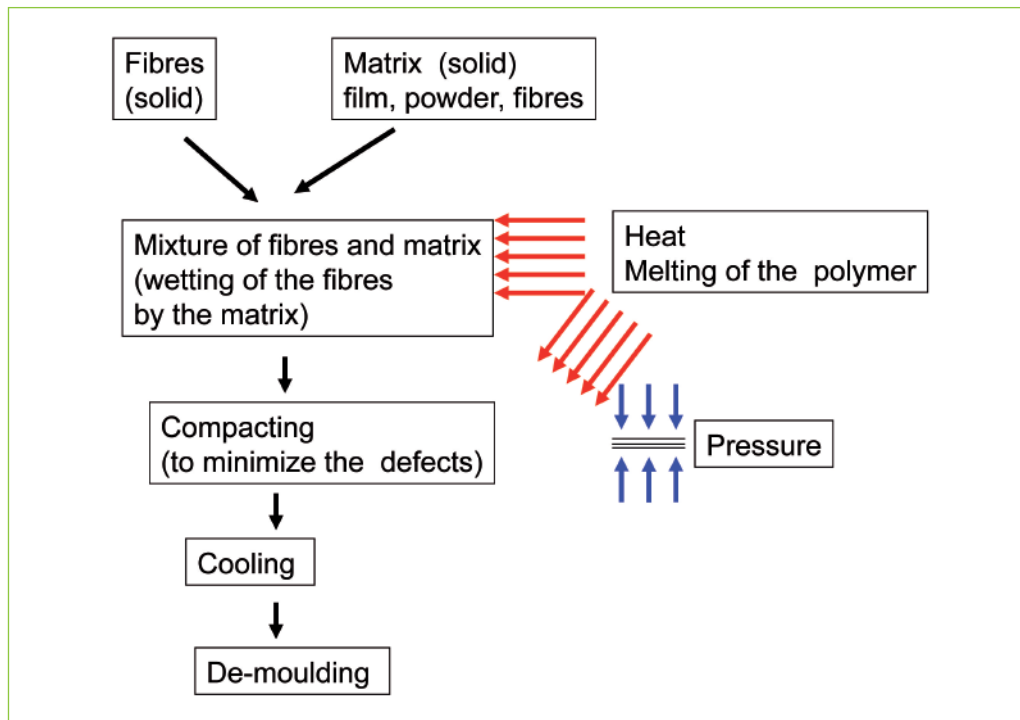 Fibres
(solid)
Matrix (solid)
film, powder, fibres
Mixture of fibres and matrix
(wetting of the fibres
by the matrix)
Heat
Melting of the polymer
Compacting
(to minimize the defects)
Pressure
Cooling
De-moulding